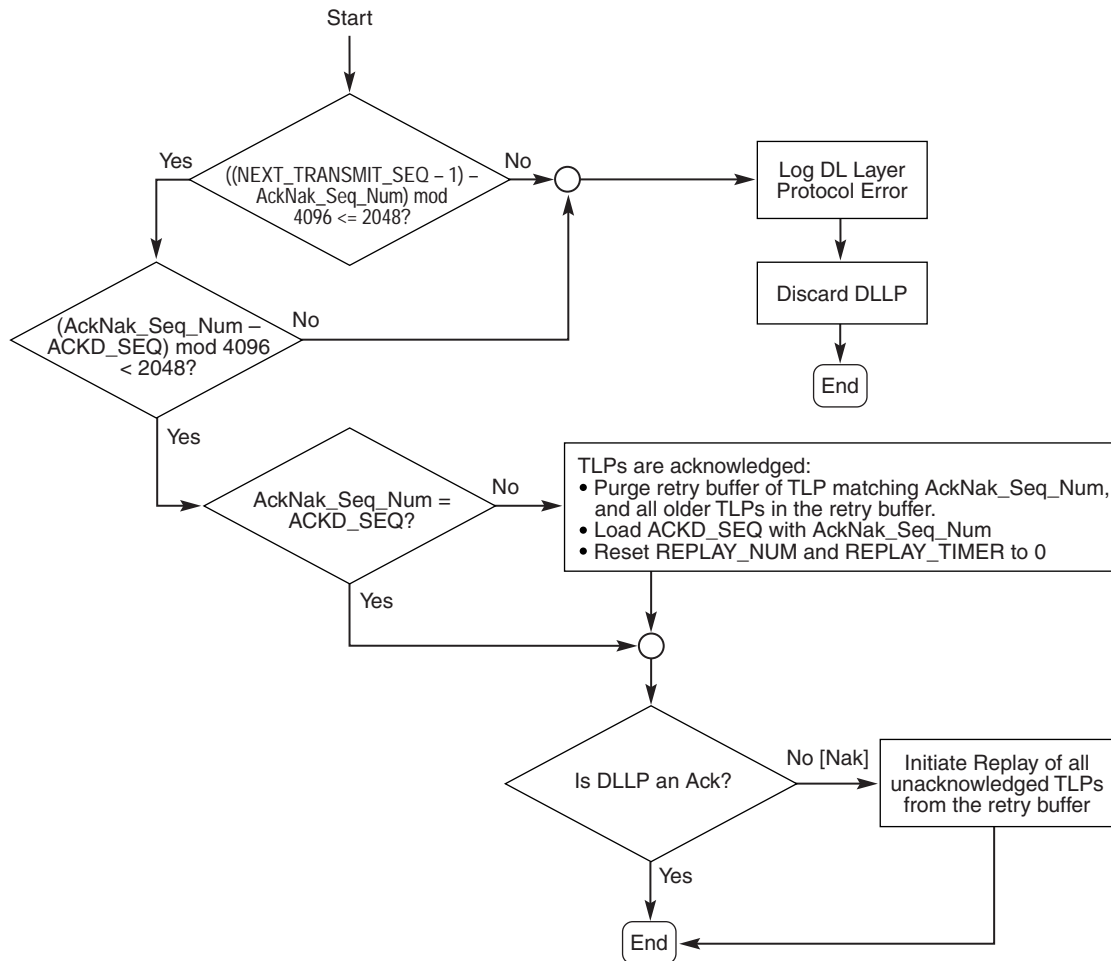 Start
Yes
((NEXT_TRANSMIT_SEQ – 1) –
AckNak_Seq_Num) mod
4096 <= 2048?
No
Log DL Layer
Protocol Error
Discard DLLP
End
(AckNak_Seq_Num –
ACKD_SEQ) mod 4096
< 2048?
No
Yes
AckNak_Seq_Num =
ACKD_SEQ?
No
Yes
TLPs are acknowledged:
• Purge retry buffer of TLP matching AckNak_Seq_Num,
and all older TLPs in the retry buffer.
• Load ACKD_SEQ with AckNak_Seq_Num
• Reset REPLAY_NUM and REPLAY_TIMER to 0
Is DLLP an Ack?
No [Nak]
Initiate Replay of all
unacknowledged TLPs
from the retry buffer
Yes
End